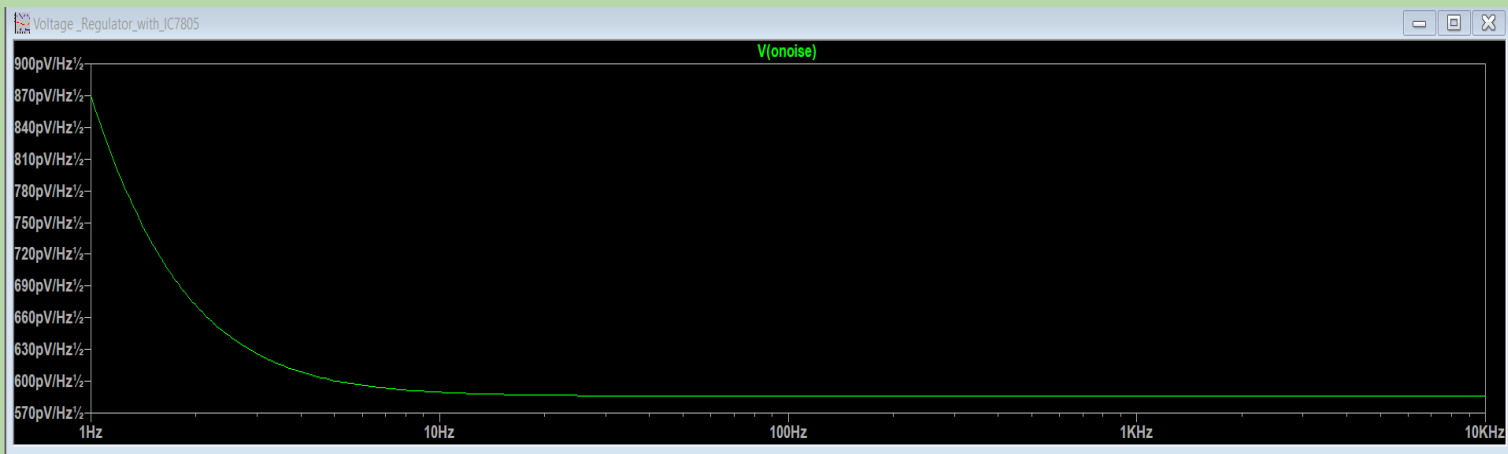 Voltage _Regulator_with_IC7805
V(onoise)
900pV/Hz½
870pV/Hz½
840pV/Hz½
810pV/Hz½
780pV/Hz½
750pV/Hz½
720pV/Hz½
690pV/Hz½
660pV/Hz½
630pV/Hz½
600pV/Hz½
570pV/Hz½
1Hz 10Hz 100Hz 1KHz 10KHz